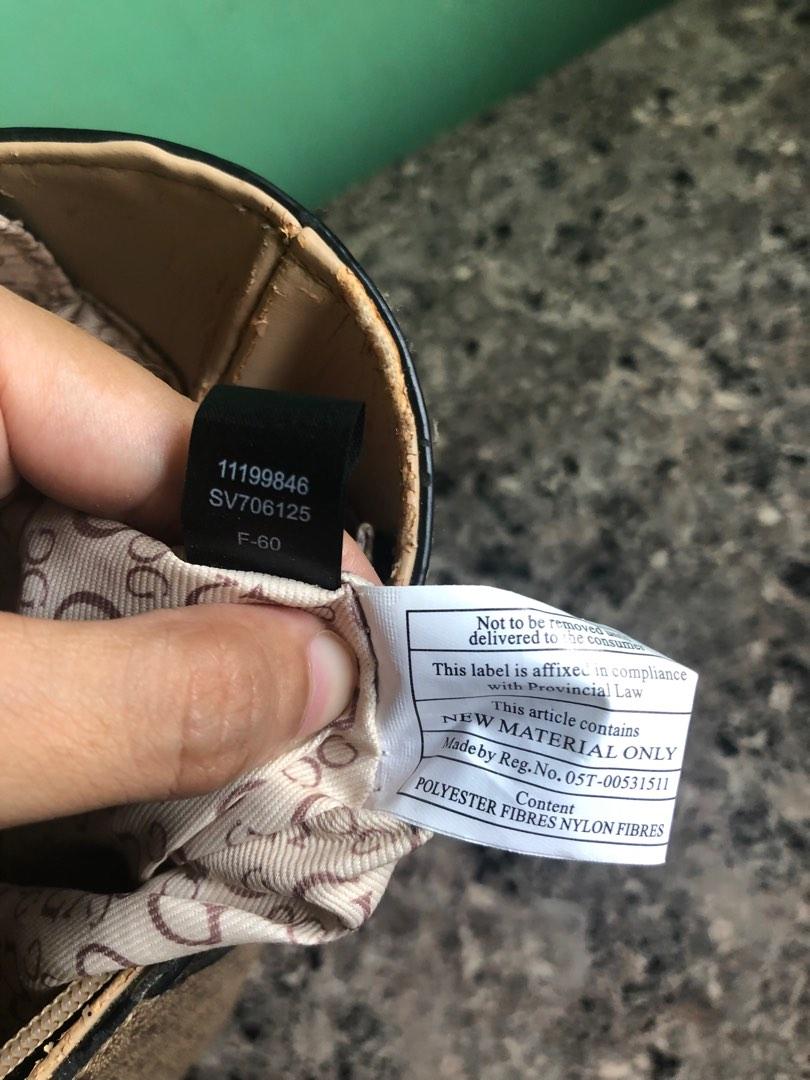 11199846
SV706125
F-60
Not to be removed
delivered to the consumer
This label is affixed in compliance
with Provincial Law
This article contains
NEW MATERIAL ONLY
Made by Reg. No. 05T-00531511
Content
POLYESTER FIBRES NYLON FIBRES